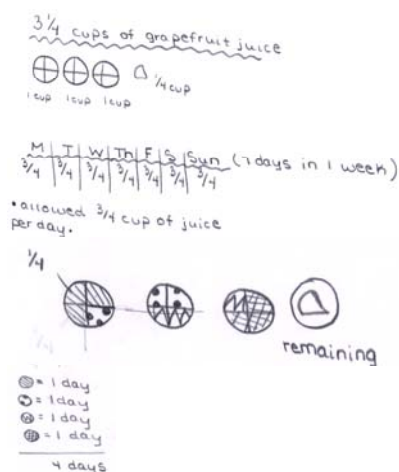 3 1/4 cups of grapefruit juice
1/4 cup
1 cup 1 cup 1 cup
M T W Th F S Sun (7 days in 1 week)
3/4 3/4 3/4 3/4 3/4 3/4 3/4
• allowed 3/4 cup of juice
per day.
1/4
remaining
= 1 day
= 1 day
= 1 day
= 1 day
4 days